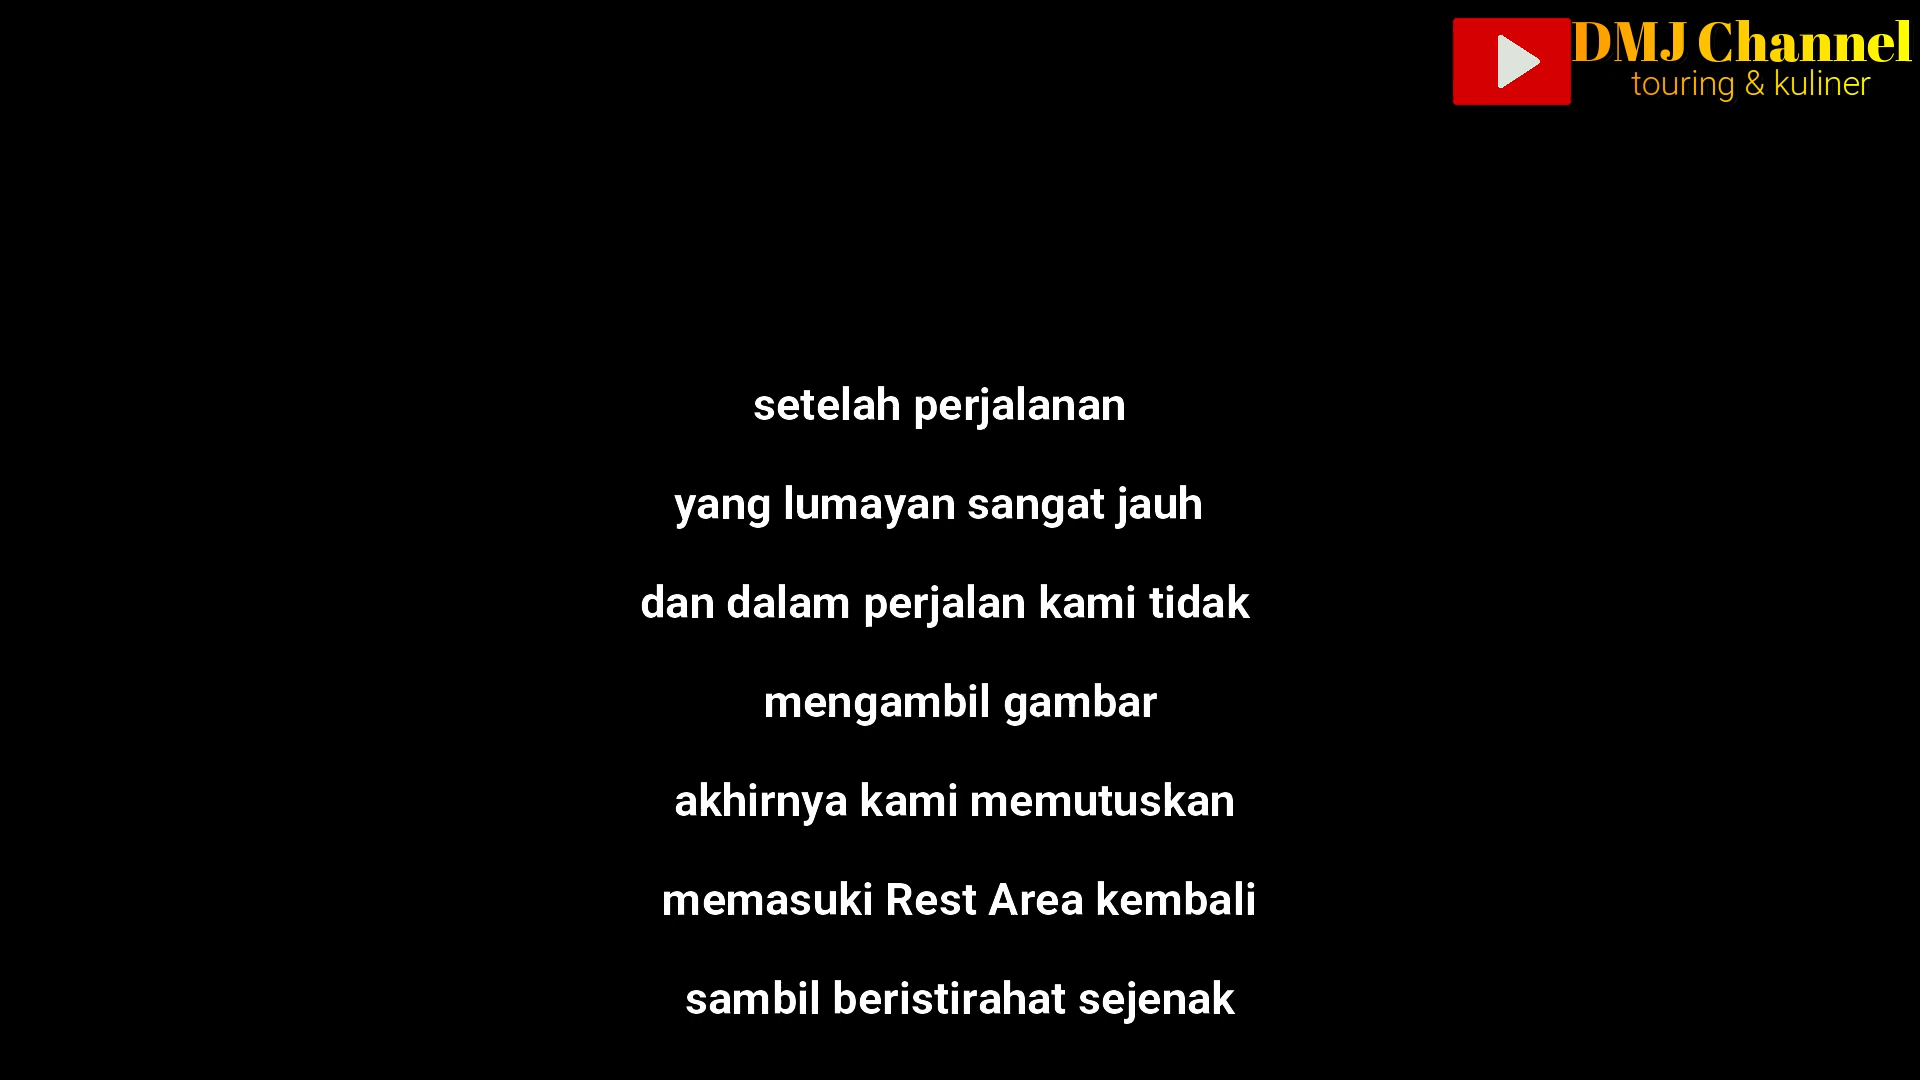 DMJ Channel
touring & kuliner
setelah perjalanan
yang lumayan sangat jauh
dan dalam perjalan kami tidak
mengambil gambar
akhirnya kami memutuskan
memasuki Rest Area kembali
sambil beristirahat sejenak